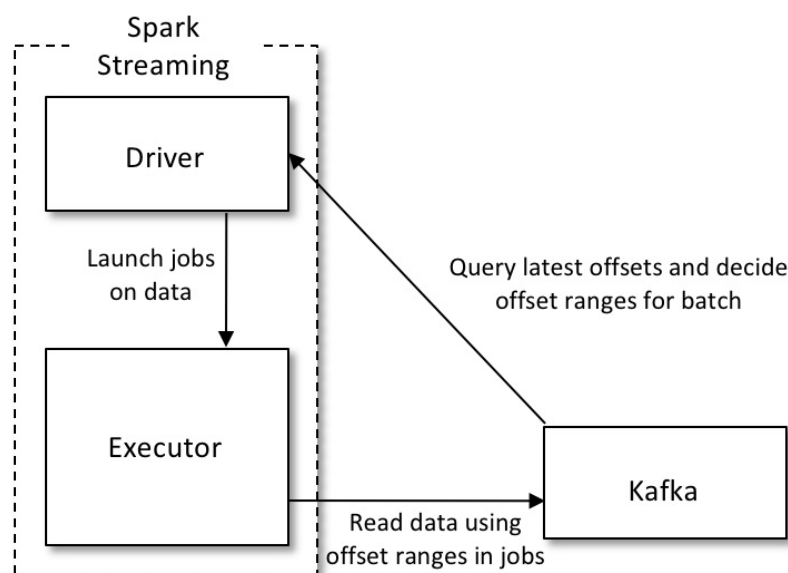 Spark
Streaming
Driver
Launch jobs
on data
Query latest offsets and decide
offset ranges for batch
Executor
Kafka
Read data using
offset ranges in jobs